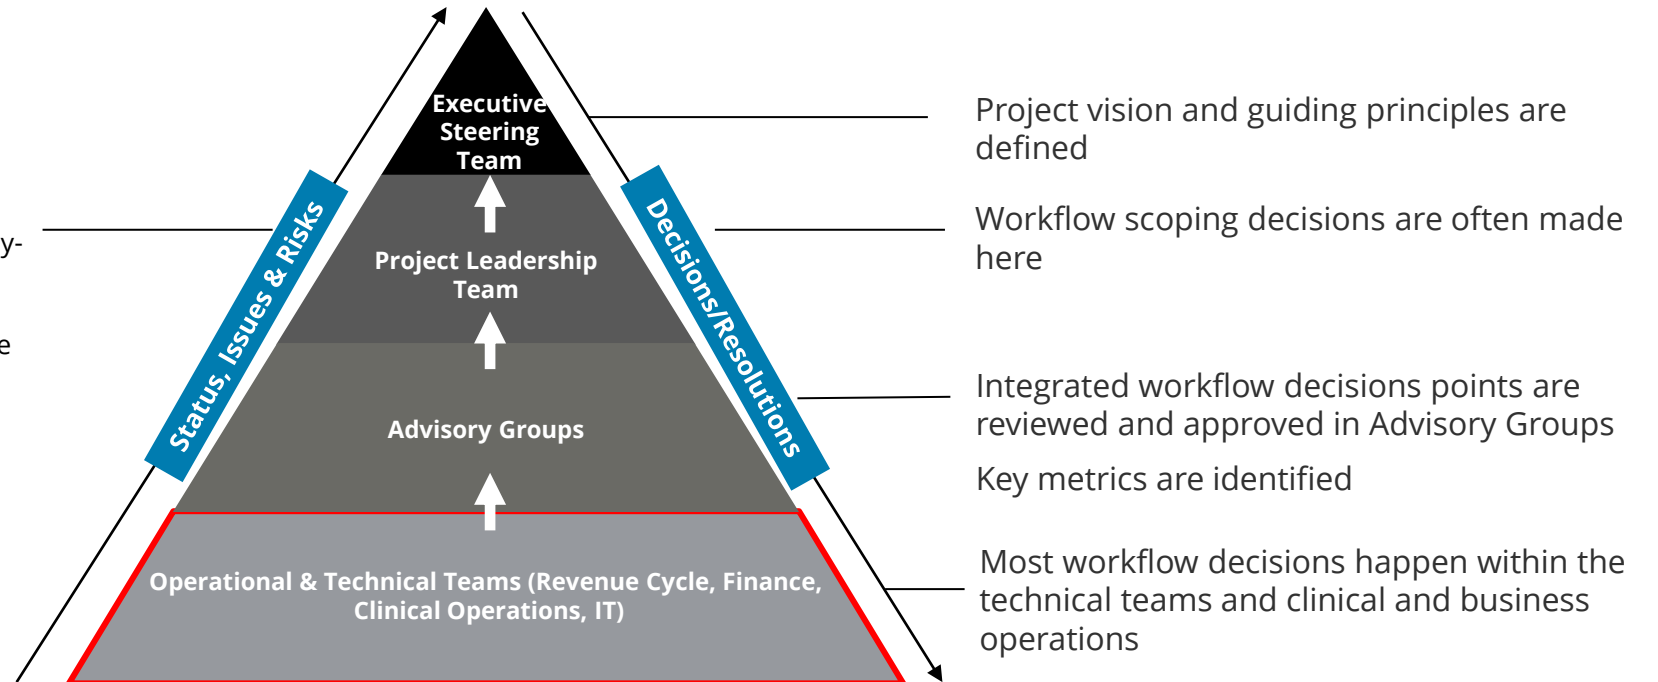 Executive
Steering
Team
Project vision and guiding principles are
defined
Status, Issues & Risks
Decisions/Resolutions
Workflow scoping decisions are often made
here
y-
e
Project Leadership
Team
Integrated workflow decisions points are
reviewed and approved in Advisory Groups
Advisory Groups
Key metrics are identified
Operational & Technical Teams (Revenue Cycle, Finance,
Clinical Operations, IT)
Most workflow decisions happen within the
technical teams and clinical and business
operations